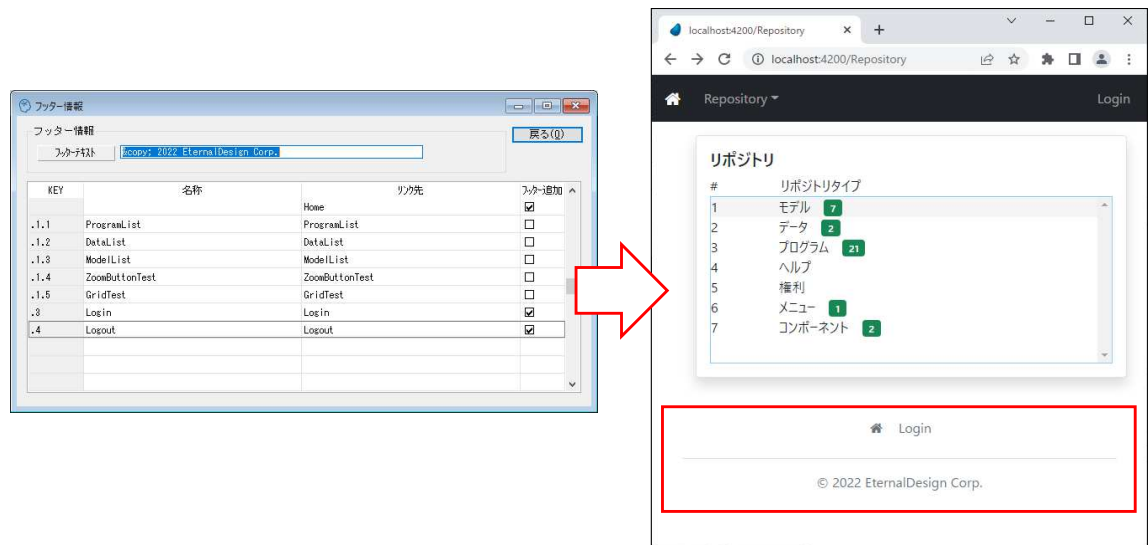 フッター情報
フッター情報
戻る(Q)
フッターテキスト &copy; 2022 EternalDesign Corp.
KEY 名称 リンク先 フッター追加
Home
.1.1 ProgramList ProgramList
.1.2 DataList DataList
.1.3 ModelList ModelList
.1.4 ZoomButtonTest ZoomButtonTest
.1.5 GridTest GridTest
.3 Login Login
.4 Logout Logout
localhost:4200/Repository
localhost:4200/Repository
Repository Login
リポジトリ
# リポジトリタイプ
1 モデル 7
2 データ 2
3 プログラム 21
4 ヘルプ
5 権利
6 メニュー 1
7 コンポーネント 2
Login
© 2022 EternalDesign Corp.